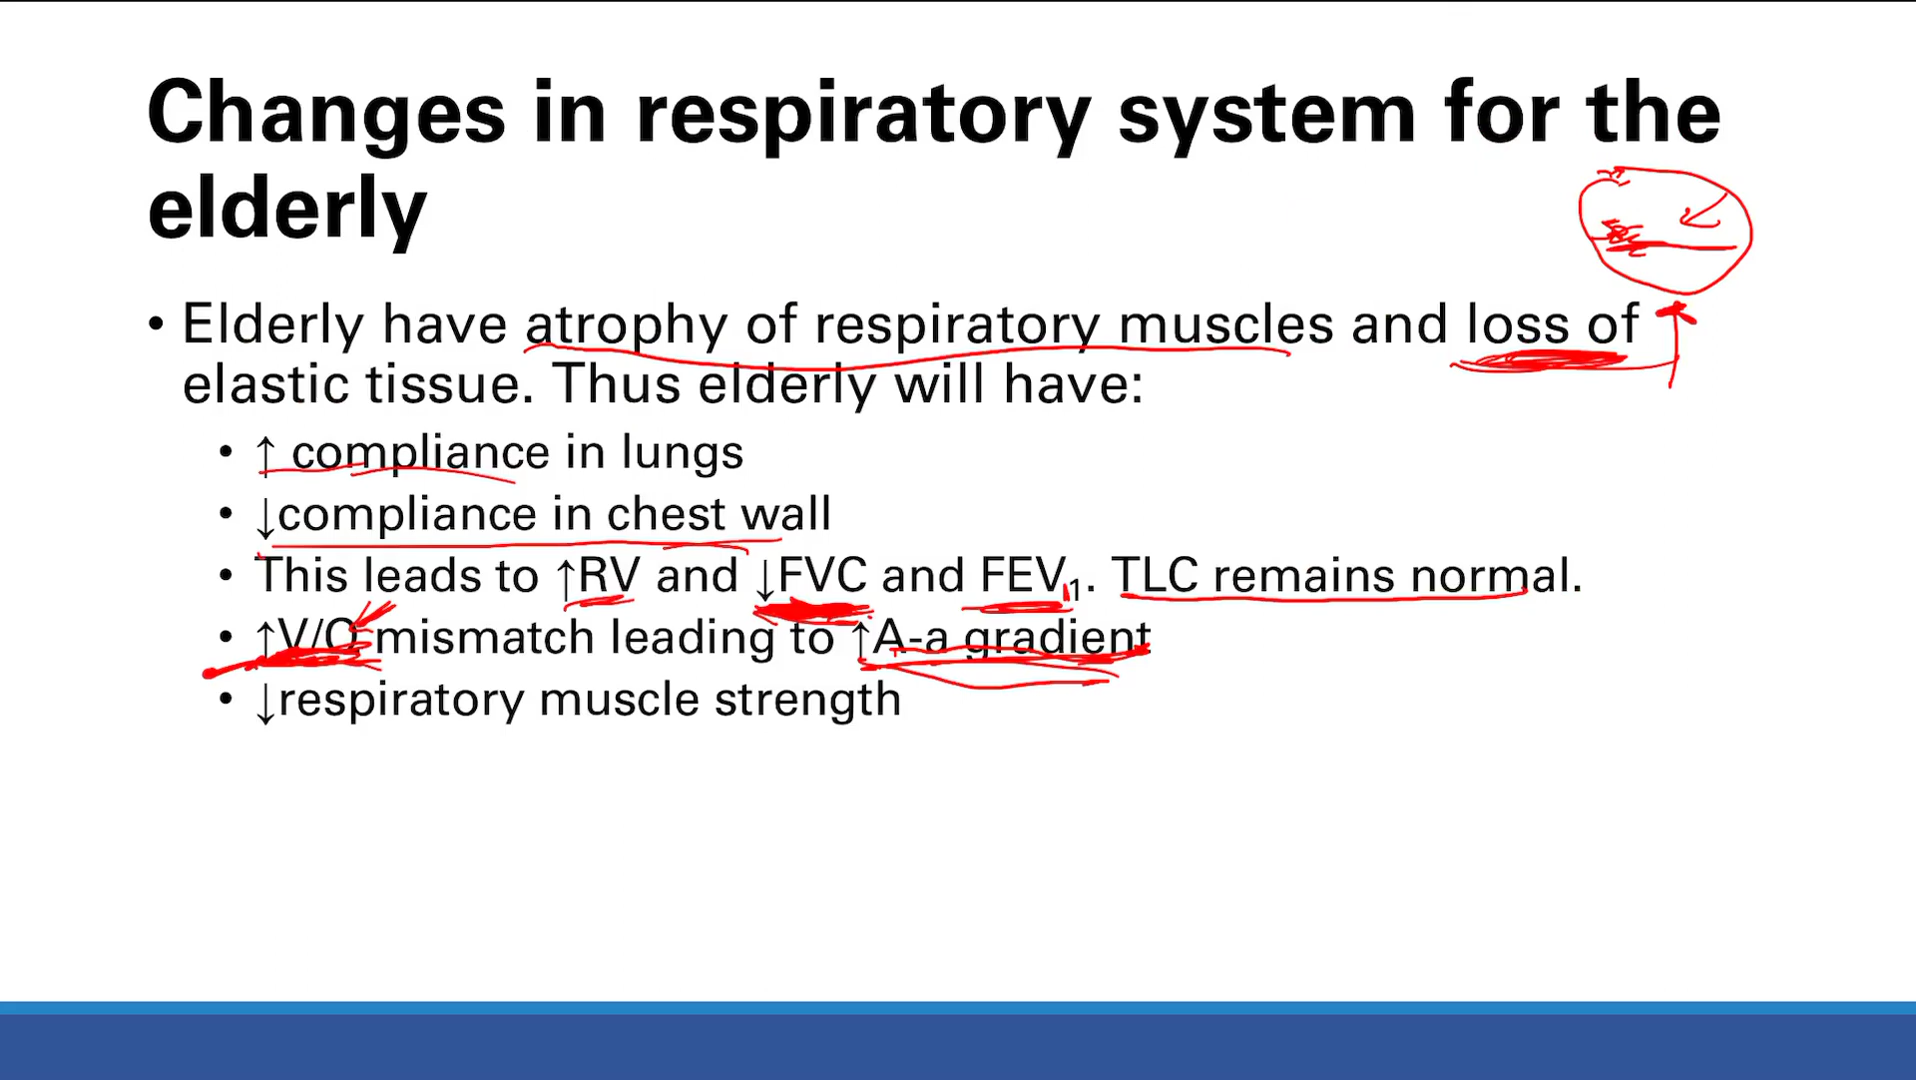 Changes in respiratory system for the
elderly
• Elderly have atrophy of respiratory muscles and loss of
elastic tissue. Thus elderly will have:
• ↑ compliance in lungs
• ↓compliance in chest wall
• This leads to ↑RV and ↓FVC and FEV₁. TLC remains normal.
• ↑V/Q mismatch leading to ↑A-a gradient
• ↓respiratory muscle strength